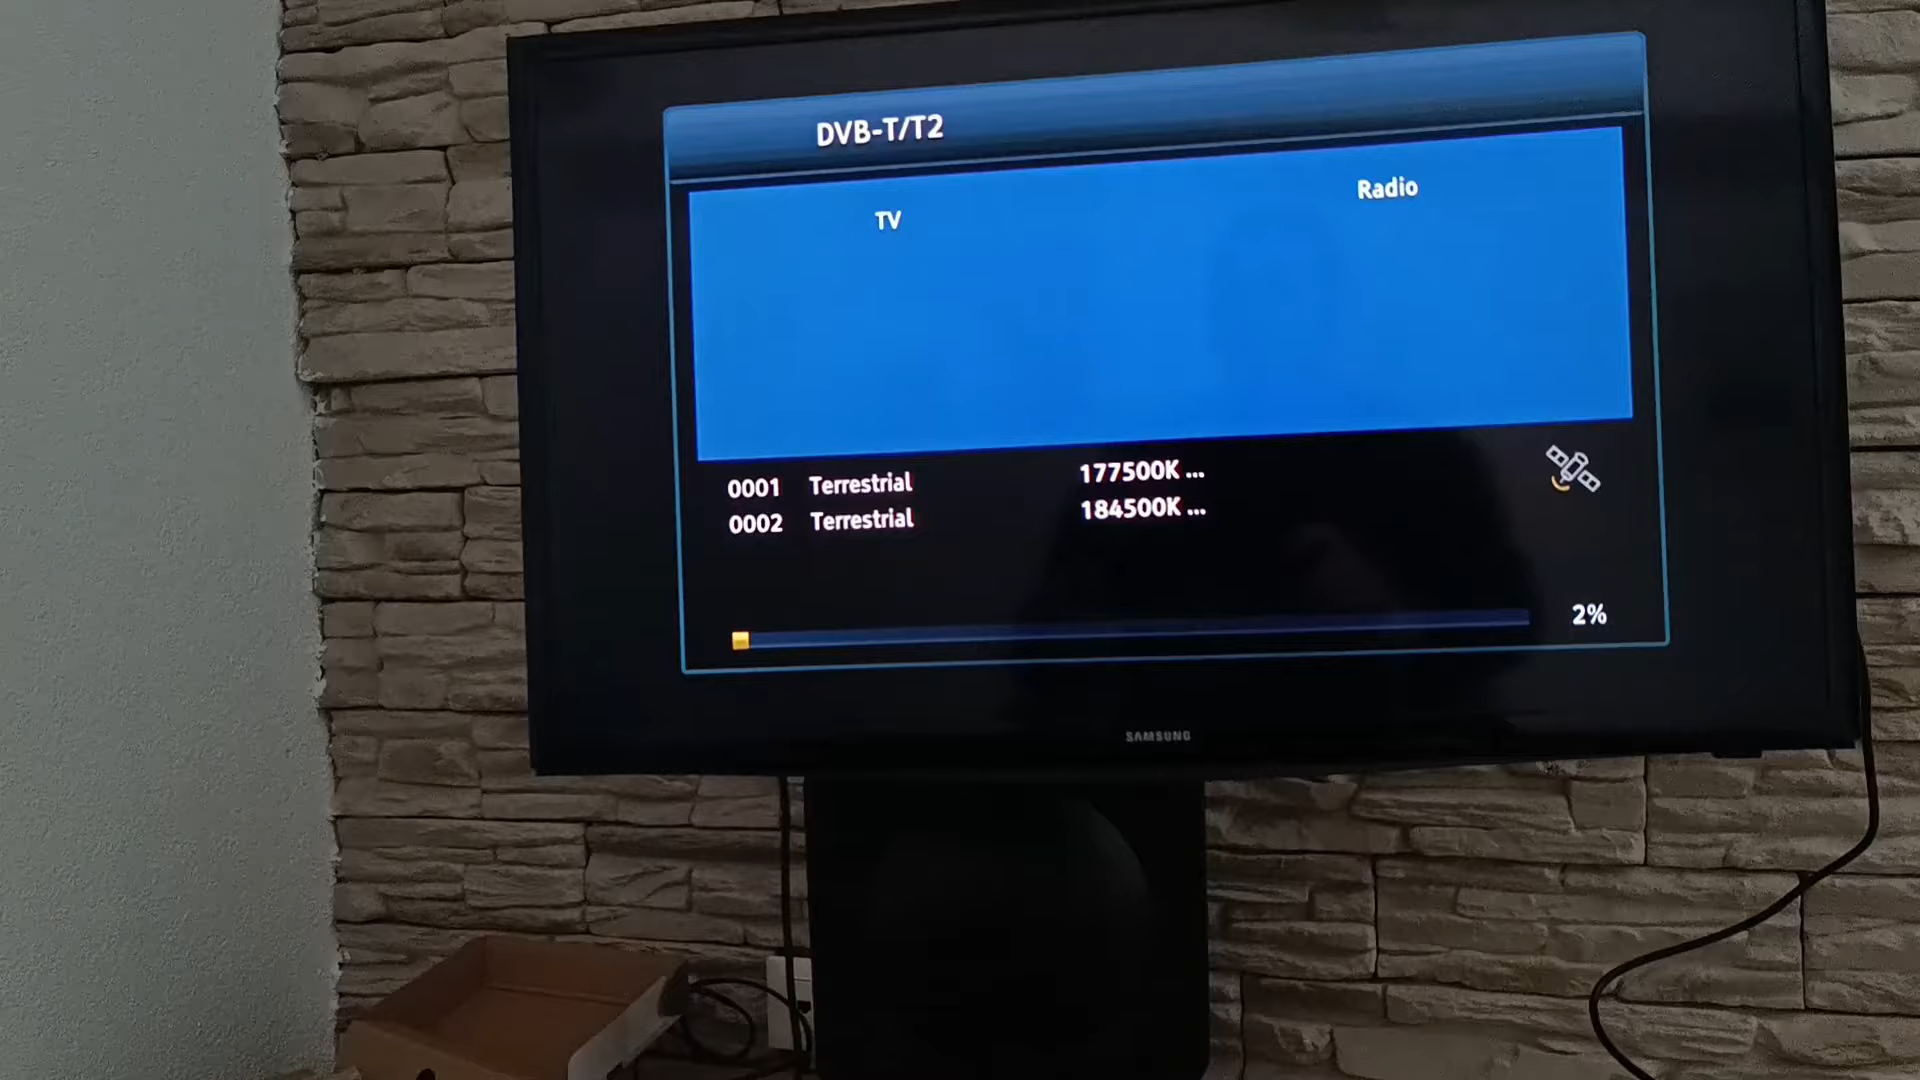 DVB-T/T2
TV
Radio
0001 Terrestrial 177500K ...
0002 Terrestrial 184500K ...
2%
SAMSUNG